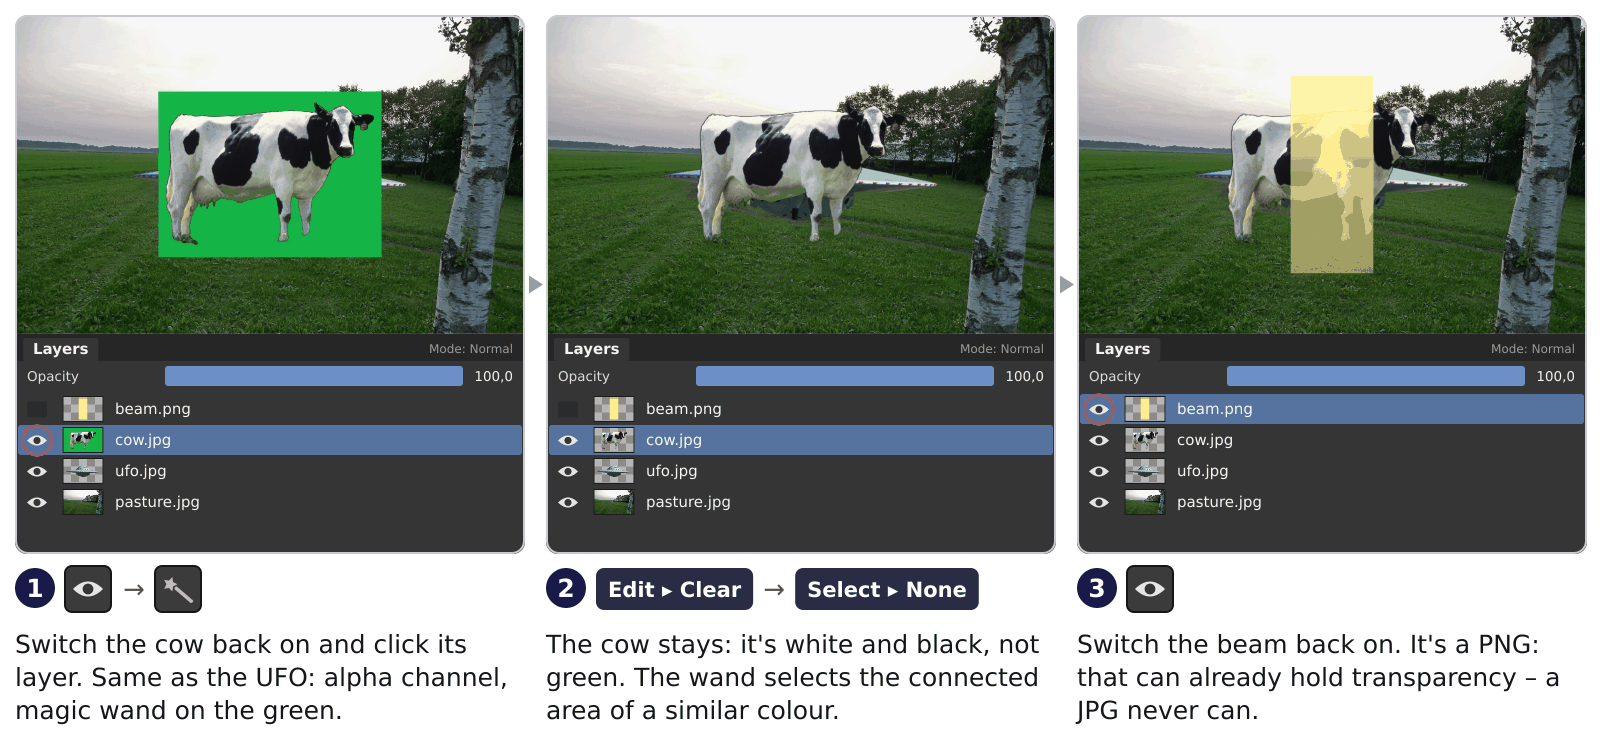 Layers
Mode: Normal
Opacity
100,0
beam.png
cow.jpg
ufo.jpg
pasture.jpg
Layers
Mode: Normal
Opacity
100,0
beam.png
cow.jpg
ufo.jpg
pasture.jpg
Layers
Mode: Normal
Opacity
100,0
beam.png
cow.jpg
ufo.jpg
pasture.jpg
1 →
Switch the cow back on and click its
layer. Same as the UFO: alpha channel,
magic wand on the green.
2 Edit ▸ Clear → Select ▸ None
The cow stays: it's white and black, not
green. The wand selects the connected
area of a similar colour.
3
Switch the beam back on. It's a PNG:
that can already hold transparency – a
JPG never can.